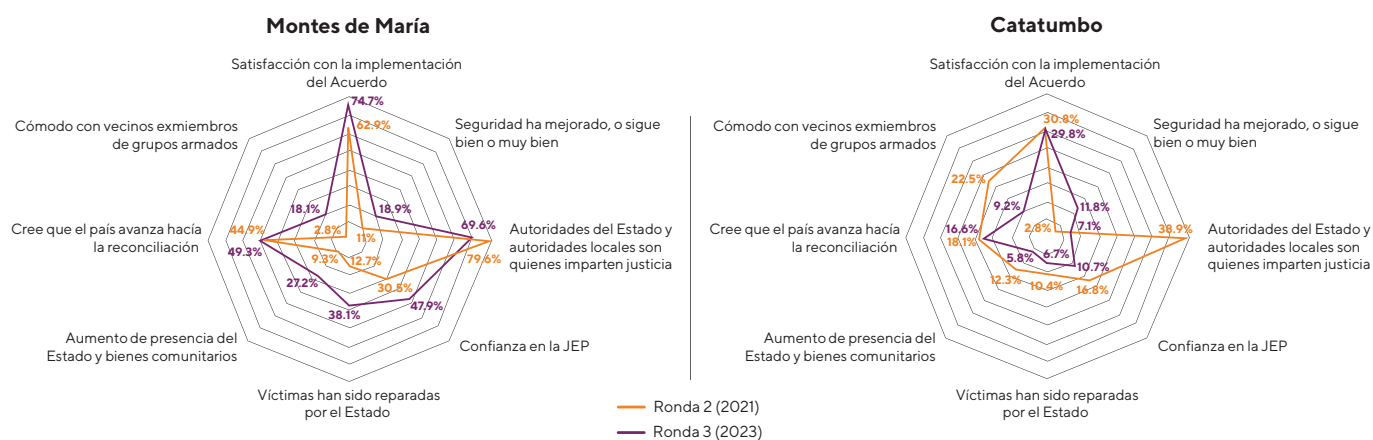 Montes de María
Satisfacción con la implementación
del Acuerdo
74.7%
62.9%
Cómodo con vecinos exmiembros
de grupos armados
Seguridad ha mejorado, o sigue
bien o muy bien
18.1%
18.9%
2.8%
11%
Cree que el país avanza hacía
la reconciliación
44.9%
49.3%
69.6%
79.6%
Autoridades del Estado y
autoridades locales son
quienes imparten justicia
9.3%
12.7%
27.2%
30.5%
38.1%
47.9%
Aumento de presencia del
Estado y bienes comunitarios
Confianza en la JEP
Víctimas han sido reparadas
por el Estado
Catatumbo
Satisfacción con la implementación
del Acuerdo
30.8%
29.8%
Cómodo con vecinos exmiembros
de grupos armados
Seguridad ha mejorado, o sigue
bien o muy bien
22.5%
9.2%
11.8%
2.8%
7.1%
Cree que el país avanza hacía
la reconciliación
16.6%
18.1%
38.9%
Autoridades del Estado y
autoridades locales son
quienes imparten justicia
5.8%
6.7%
10.7%
12.3%
10.4%
16.8%
Aumento de presencia del
Estado y bienes comunitarios
Confianza en la JEP
Víctimas han sido reparadas
por el Estado
Ronda 2 (2021)
Ronda 3 (2023)